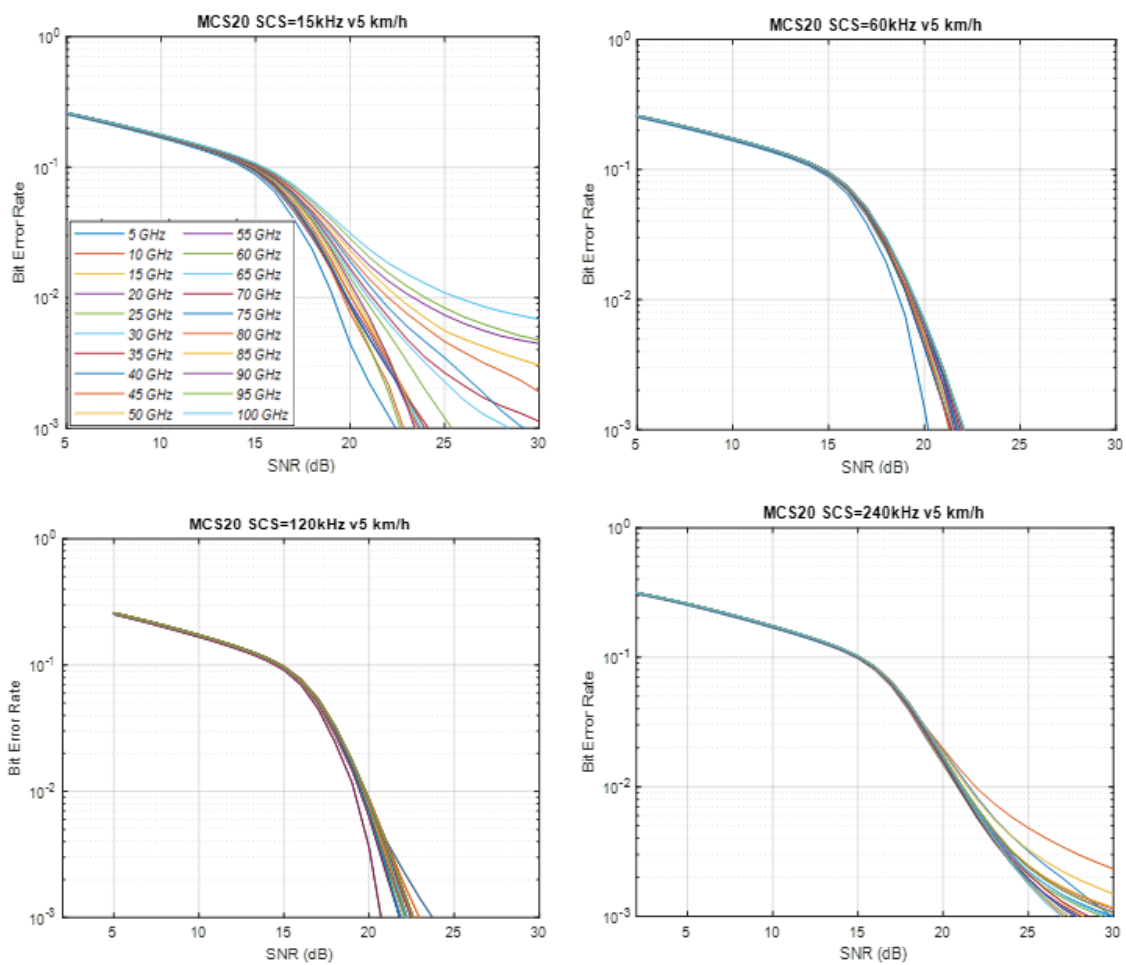 MCS20 SCS=15kHz v5 km/h
10^0
10^-1
10^-2
10^-3
Bit Error Rate
5 GHz 55 GHz
10 GHz 60 GHz
15 GHz 65 GHz
20 GHz 70 GHz
25 GHz 75 GHz
30 GHz 80 GHz
35 GHz 85 GHz
40 GHz 90 GHz
45 GHz 95 GHz
50 GHz 100 GHz
5 10 15 20 25 30
SNR (dB)
MCS20 SCS=60kHz v5 km/h
10^0
10^-1
10^-2
10^-3
Bit Error Rate
5 10 15 20 25 30
SNR (dB)
MCS20 SCS=120kHz v5 km/h
10^0
10^-1
10^-2
10^-3
Bit Error Rate
5 10 15 20 25 30
SNR (dB)
MCS20 SCS=240kHz v5 km/h
10^0
10^-1
10^-2
10^-3
Bit Error Rate
5 10 15 20 25 30
SNR (dB)